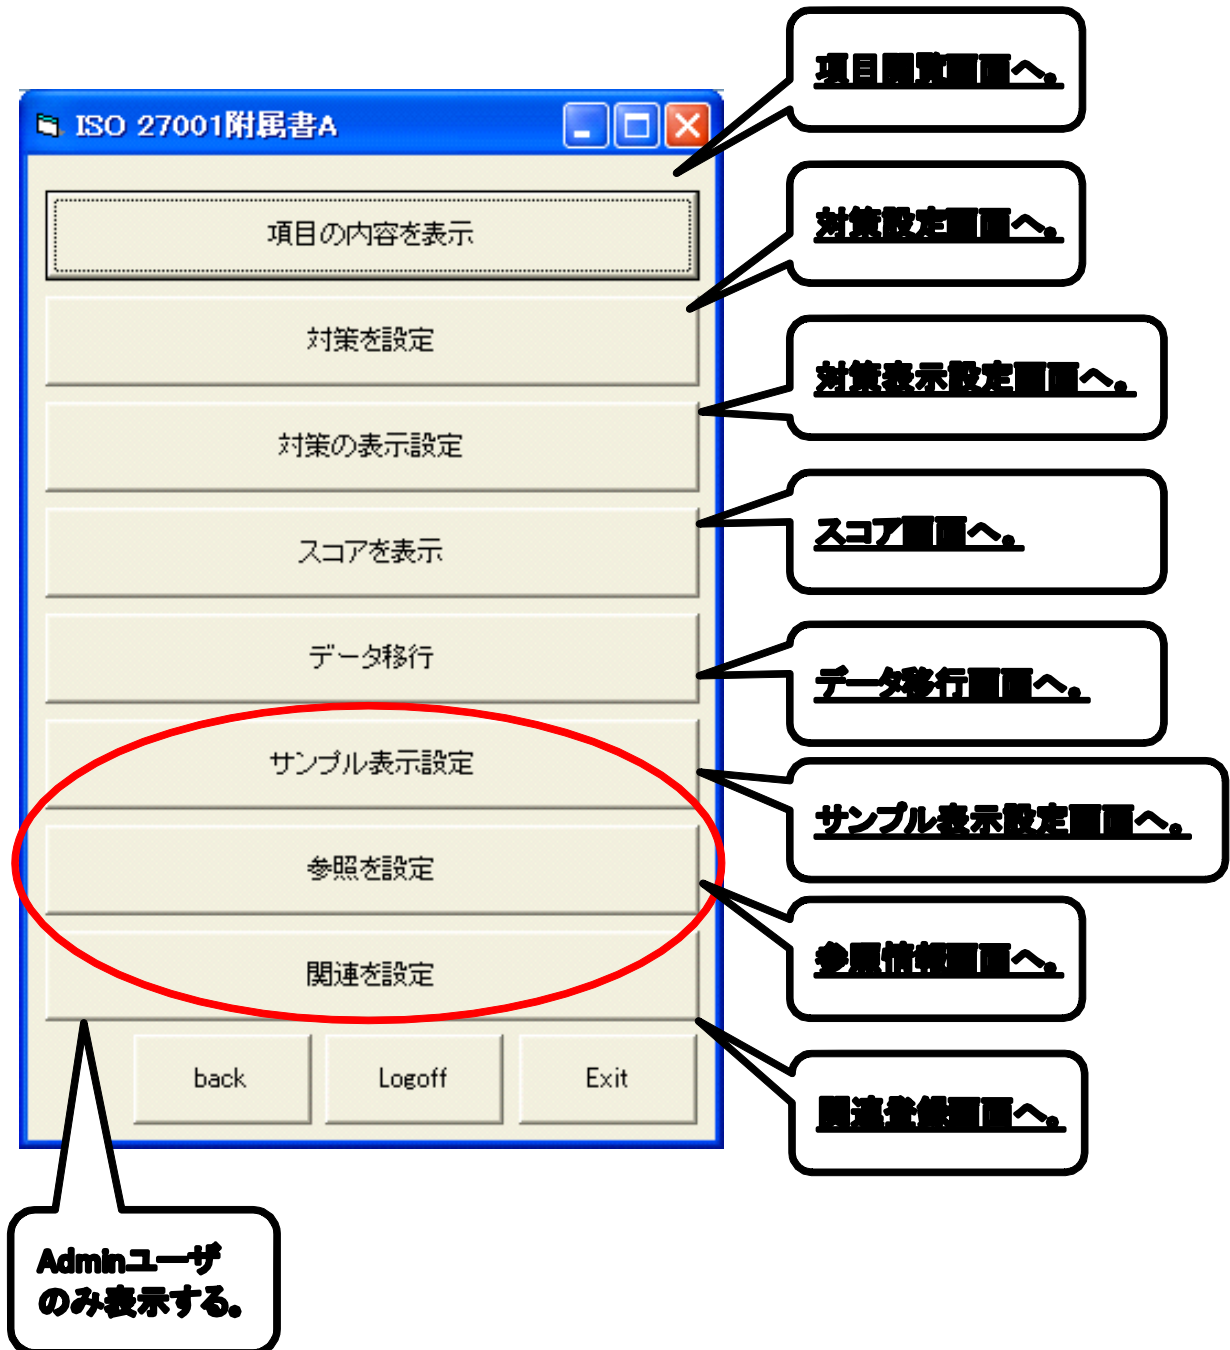 項目閲覧画面へ。
ISO 27001附属書A
項目の内容を表示
対策設定画面へ。
対策を設定
対策表示設定画面へ。
対策の表示設定
スコア画面へ。
スコアを表示
データ移行画面へ。
データ移行
サンプル表示設定画面へ。
サンプル表示設定
参照情報画面へ。
参照を設定
関連登録画面へ。
関連を設定
back
Logoff
Exit
Adminユーザ
のみ表示する。